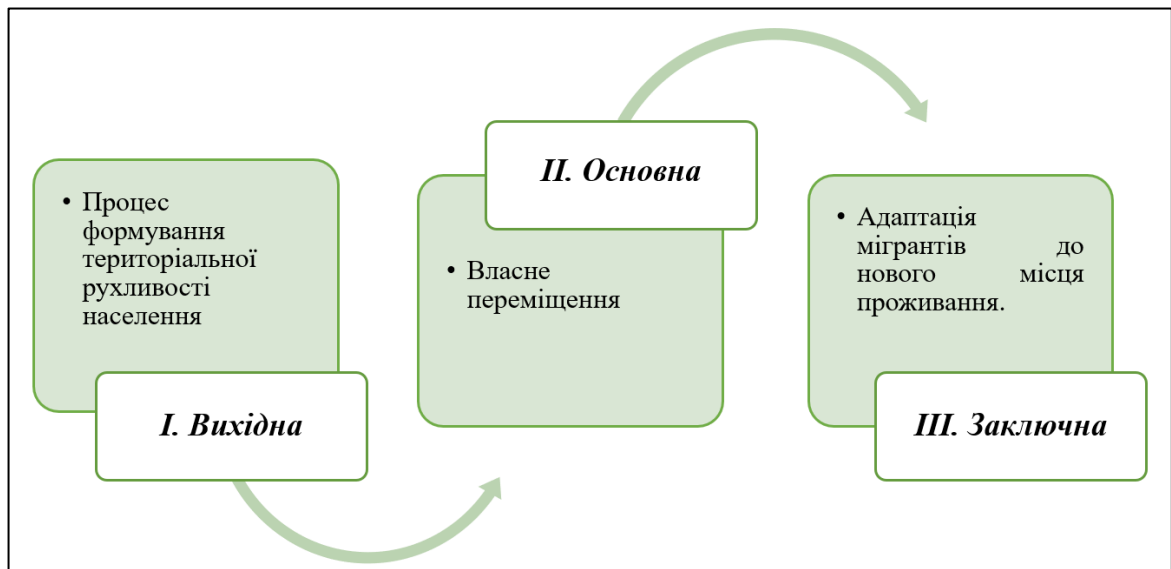 • Процес
формування
територіальної
рухливості
населення
I. Вихідна
II. Основна
• Власне
переміщення
• Адаптація
мігрантів до
нового місця
проживання.
III. Заключна